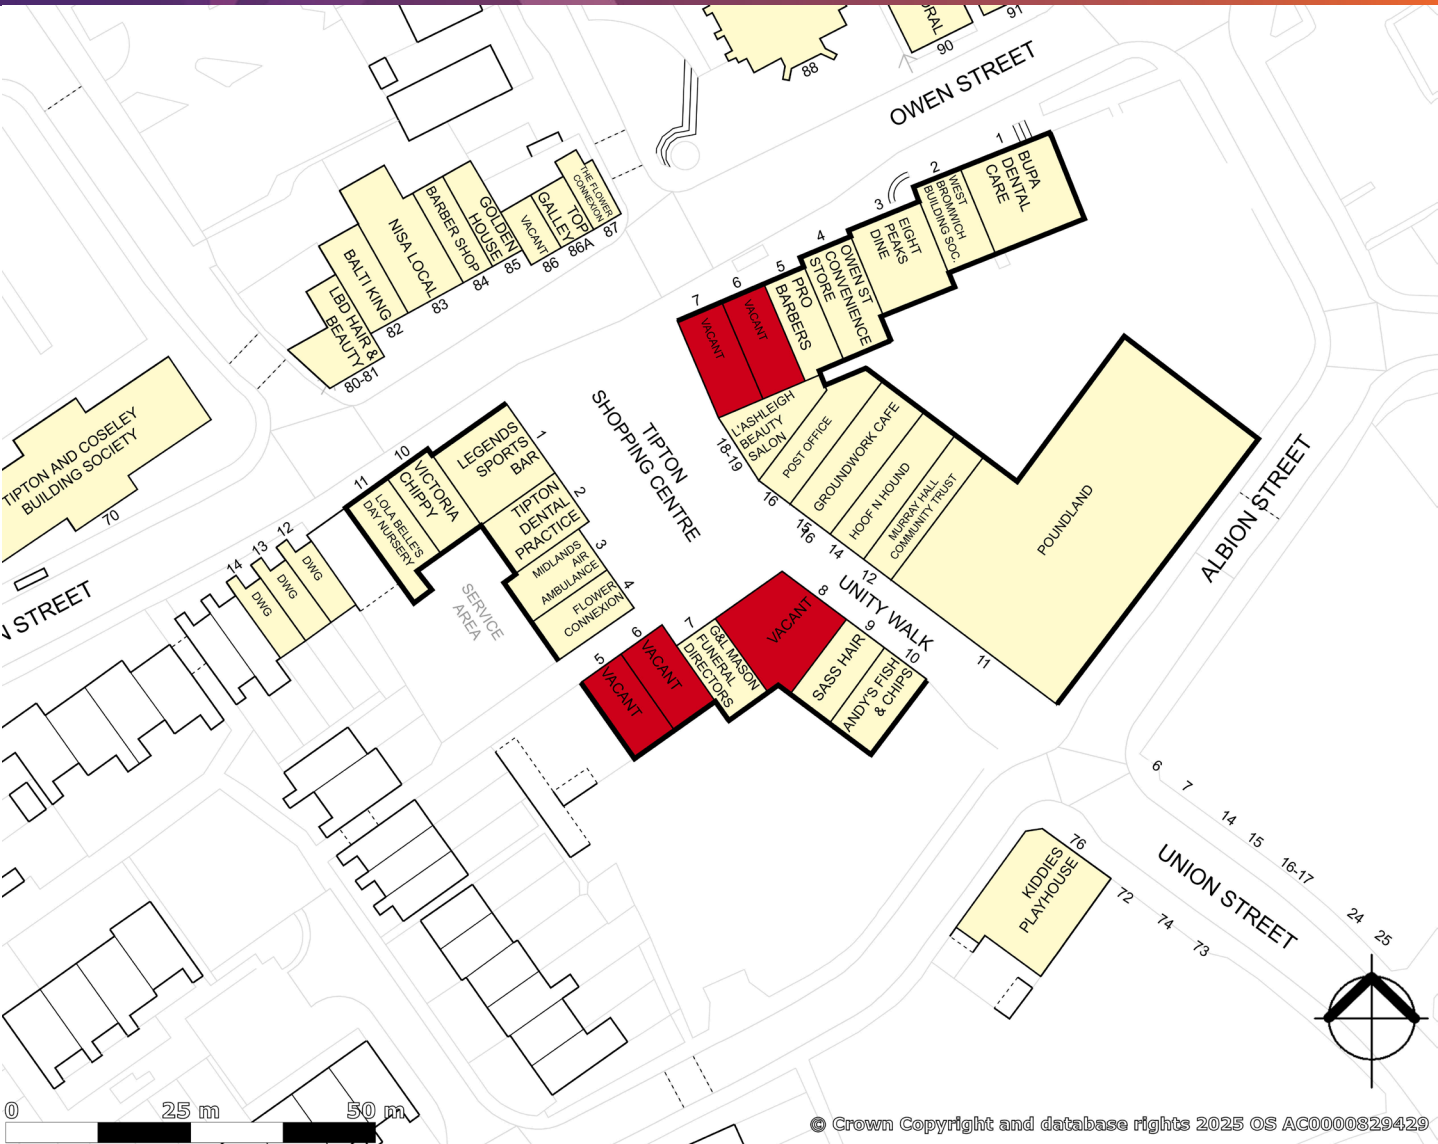 ORAL
90
91
88
OWEN STREET
1
BUPA
DENTAL
CARE
2
WEST
BROMWICH
BUILDING SOC.
3
EIGHT
PEAKS
DINE
4
OWEN ST
CONVENIENCE
STORE
5
PRO
BARBERS
6
VACANT
7
VACANT
THE FLOWER
CONNEXION
87
TOP
GALLEY
86A
VACANT
86
GOLDEN
HOUSE
85
BARBER SHOP
84
NISA LOCAL
83
BALTI KING
82
LBD HAIR &
BEAUTY
80-81
TIPTON AND COSELEY
BUILDING SOCIETY
70
N STREET
TIPTON
SHOPPING CENTRE
L'ASHLEIGH
BEAUTY
SALON
18-19
POST OFFICE
16
GROUNDWORK CAFE
15
16
HOOF N HOUND
14
MURRAY HALL
COMMUNITY TRUST
12
POUNDLAND
11
ALBION STREET
UNITY WALK
LEGENDS
SPORTS
BAR
1
TIPTON
DENTAL
PRACTICE
2
MIDLANDS
AIR
AMBULANCE
3
FLOWER
CONNEXION
4
10
VICTORIA
CHIPPY
11
LOLA BELLE'S
DAY NURSERY
12
DWG
13
DWG
14
DWG
SERVICE
AREA
5
VACANT
6
VACANT
7
G&L MASON
FUNERAL
DIRECTORS
8
VACANT
9
SASS HAIR
10
ANDY'S FISH
& CHIPS
6
7
14
15
16-17
24
25
UNION STREET
76
KIDDIES
PLAYHOUSE
72
74
73
0 25 m 50 m
© Crown Copyright and database rights 2025 OS AC0000829429